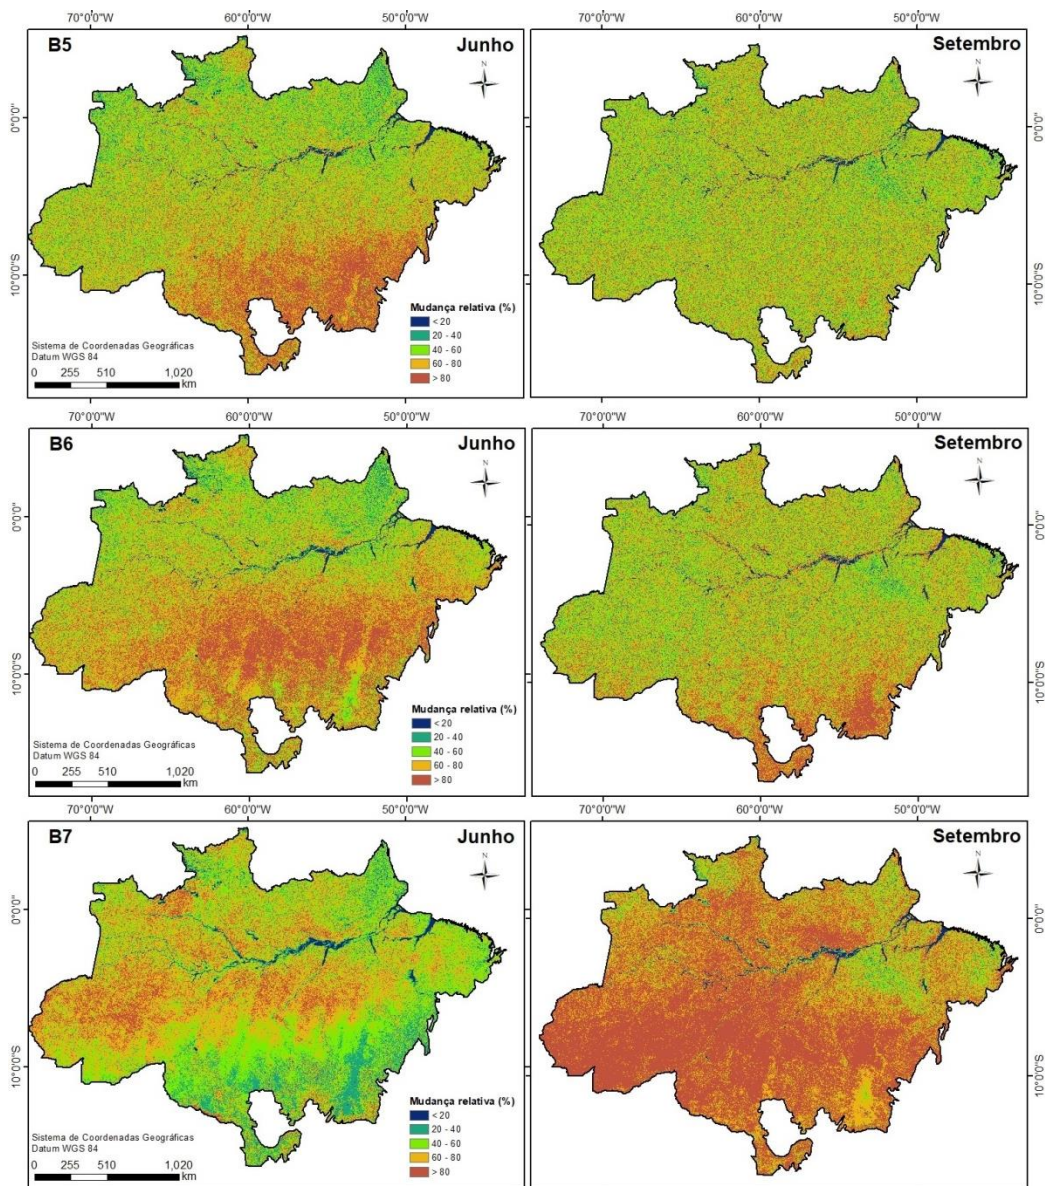 70°0'0"W 60°0'0"W 50°0'0"W 70°0'0"W 60°0'0"W 50°0'0"W
B5 Junho Setembro
N N
0°0'0" 0°0'0"
10°0'0"S 10°0'0"S
Mudança relativa (%)
< 20
20 - 40
40 - 60
60 - 80
> 80
Sistema de Coordenadas Geográficas
Datum WGS 84
0 255 510 1,020
km
70°0'0"W 60°0'0"W 50°0'0"W 70°0'0"W 60°0'0"W 50°0'0"W
B6 Junho Setembro
N N
0°0'0" 0°0'0"
10°0'0"S 10°0'0"S
Mudança relativa (%)
< 20
20 - 40
40 - 60
60 - 80
> 80
Sistema de Coordenadas Geográficas
Datum WGS 84
0 255 510 1,020
km
70°0'0"W 60°0'0"W 50°0'0"W 70°0'0"W 60°0'0"W 50°0'0"W
B7 Junho Setembro
N N
0°0'0" 0°0'0"
10°0'0"S 10°0'0"S
Mudança relativa (%)
< 20
20 - 40
40 - 60
60 - 80
> 80
Sistema de Coordenadas Geográficas
Datum WGS 84
0 255 510 1,020
km